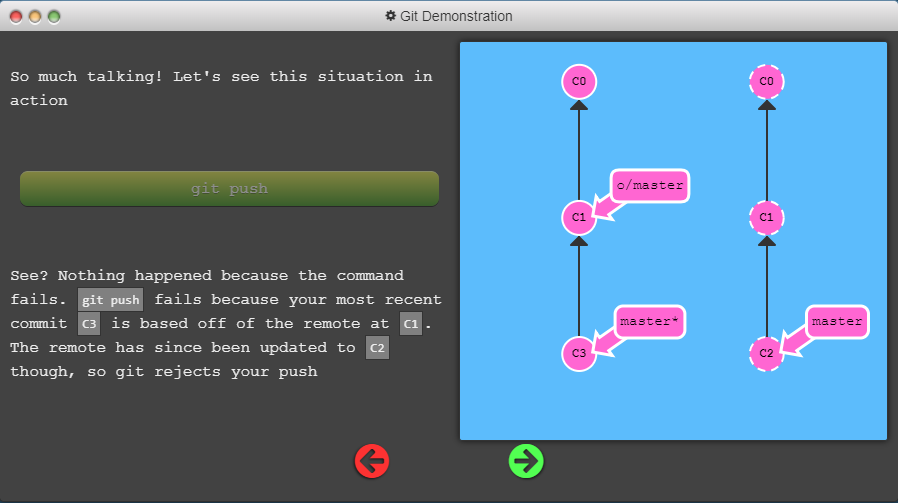 Git Demonstration
So much talking! Let's see this situation in
action
git push
See? Nothing happened because the command
fails. git push fails because your most recent
commit C3 is based off of the remote at C1.
The remote has since been updated to C2
though, so git rejects your push
C0
C0
o/master
C1
C1
master*
master
C3
C2